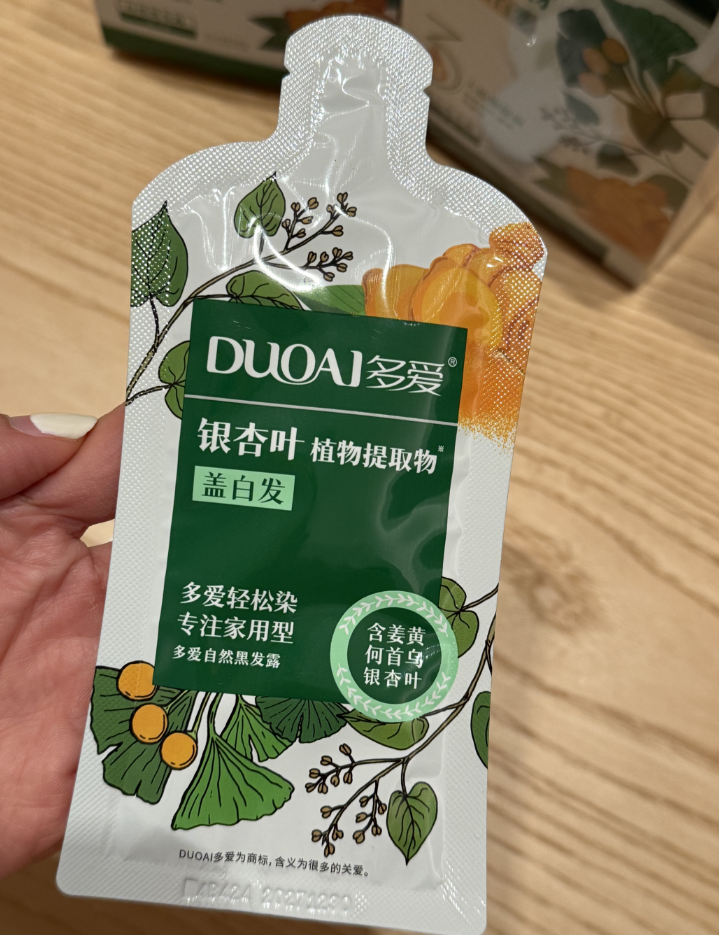 DUOAI多爱®
银杏叶 植物提取物※
盖白发
多爱轻松染
专注家用型
多爱自然黑发露
含姜黄
何首乌
银杏叶
DUOAI多爱为商标，含义为很多的关爱。